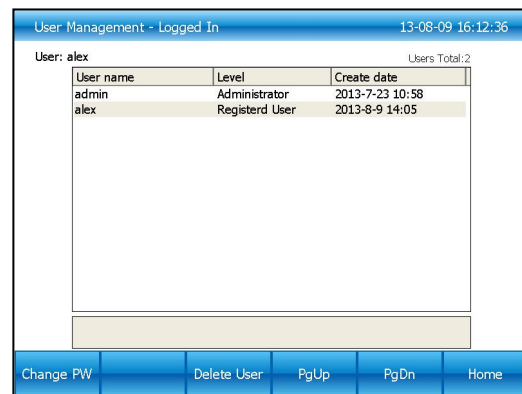 User Management - Logged In 13-08-09 16:12:36
User: alex Users Total:2
User name Level Create date
admin Administrator 2013-7-23 10:58
alex Registerd User 2013-8-9 14:05
Change PW Delete User PgUp PgDn Home